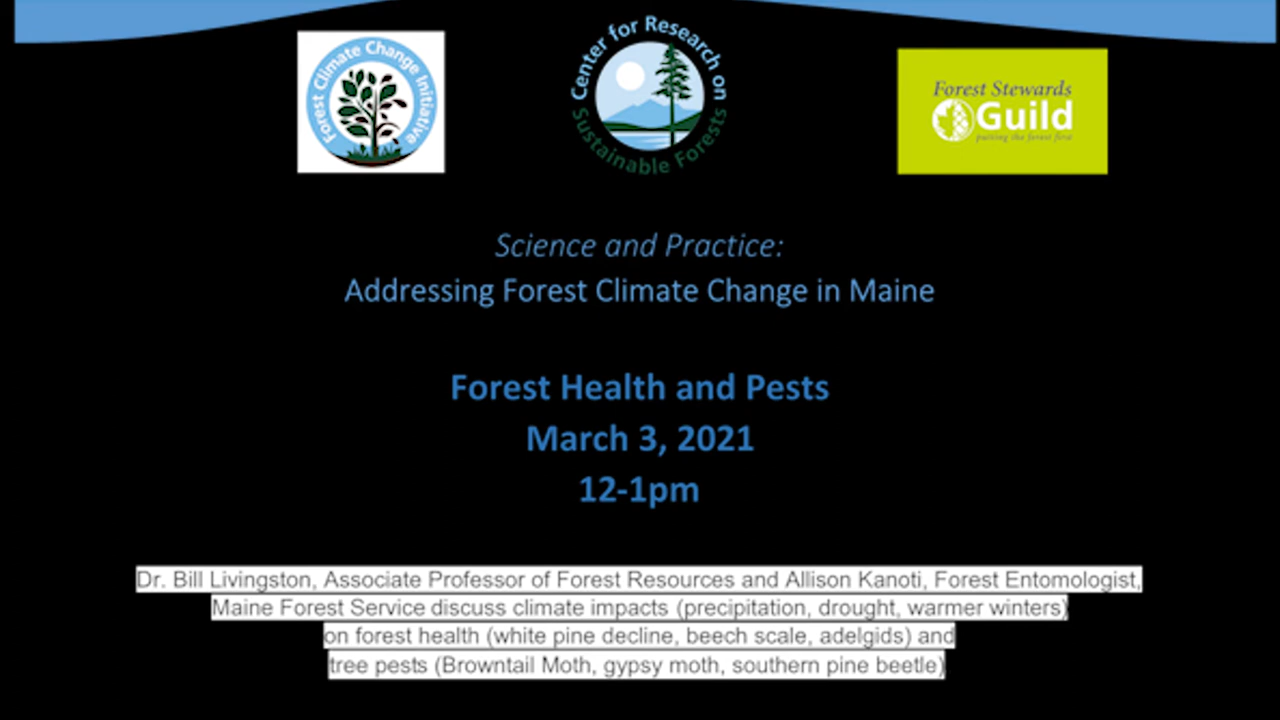 Forest Climate Change Initiative
Center for Research on
Sustainable Forests
Forest Stewards
Guild
putting the forest first
Science and Practice:
Addressing Forest Climate Change in Maine
Forest Health and Pests
March 3, 2021
12-1pm
Dr. Bill Livingston, Associate Professor of Forest Resources and Allison Kanoti, Forest Entomologist,
Maine Forest Service discuss climate impacts (precipitation, drought, warmer winters)
on forest health (white pine decline, beech scale, adelgids) and
tree pests (Browntail Moth, gypsy moth, southern pine beetle)